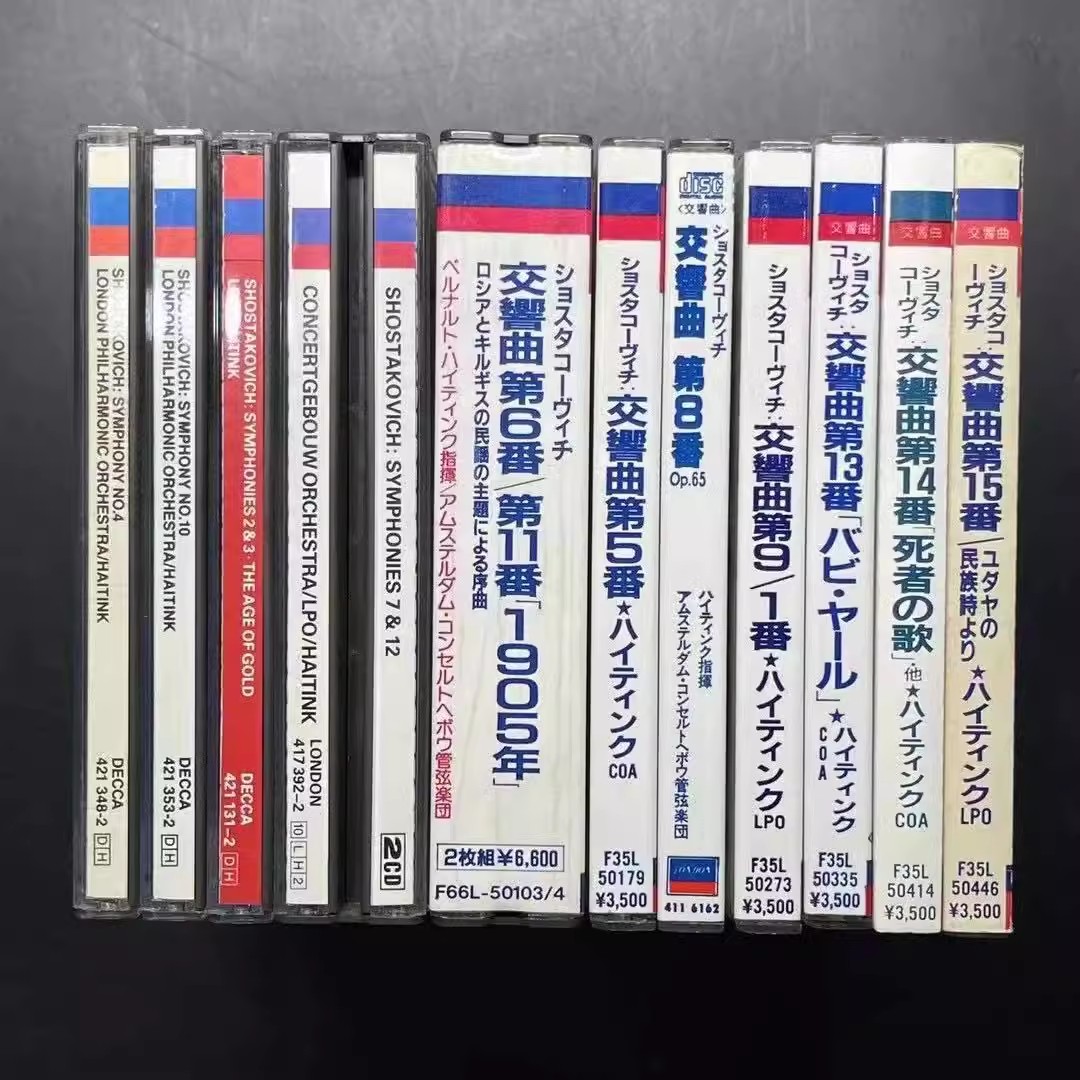 SHOSTAKOVICH: SYMPHONY NO.4
LONDON PHILHARMONIC ORCHESTRA/HAITINK
DECCA
421 348-2 DH
SHOSTAKOVICH: SYMPHONY NO.10
LONDON PHILHARMONIC ORCHESTRA/HAITINK
DECCA
421 353-2 DH
SHOSTAKOVICH: SYMPHONIES 2 & 3 · THE AGE OF GOLD
HAITINK
DECCA
421 131-2 DH
CONCERTGEBOUW ORCHESTRA/LPO/HAITINK
LONDON
417 392-2 10 L H 2
SHOSTAKOVICH: SYMPHONIES 7 & 12
2CD
ショスタコーヴィチ
交響曲第6番/第11番「1905年」
ロシアとキルギスの民謡の主題による序曲
ベルナルト・ハイティンク指揮/アムステルダム・コンセルトヘボウ管弦楽団
2枚組¥6,600
F66L-50103/4
ショスタコーヴィチ:交響曲第5番★ハイティンク
COA
F35L
50179
¥3,500
disc
DIGITAL AUDIO
〈交響曲〉
ショスタコーヴィチ
交響曲 第8番
Op.65
ハイティンク指揮
アムステルダム・コンセルトヘボウ管弦楽団
LONDON
411 6162
ショスタコーヴィチ:交響曲第9/1番★ハイティンク
LPO
F35L
50273
¥3,500
交響曲
ショスタコーヴィチ:交響曲第13番「バビ・ヤール」★ハイティンク
COA
F35L
50335
¥3,500
交響曲
ショスタコーヴィチ:交響曲第14番「死者の歌」・他★ハイティンク
COA
F35L
50414
¥3,500
交響曲
ショスタコーヴィチ:交響曲第15番/ユダヤの民族詩より★ハイティンク
LPO
F35L
50446
¥3,500